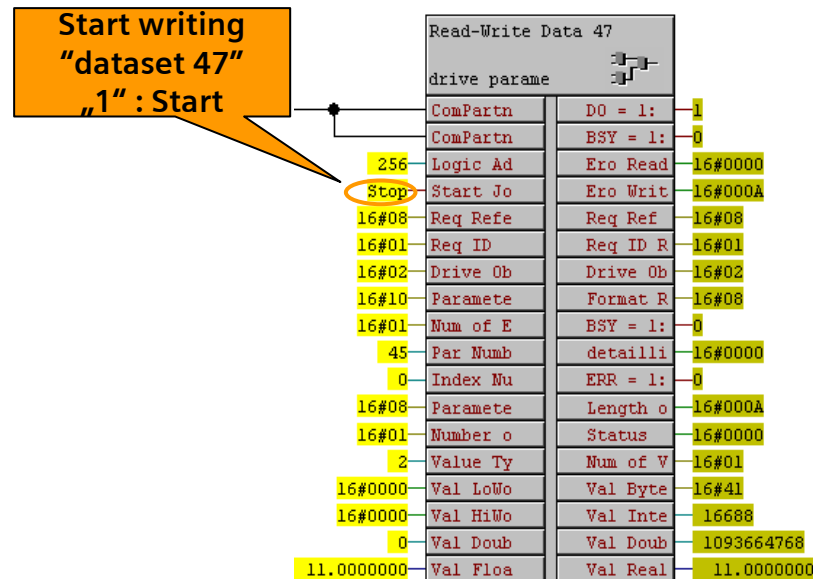 Start writing
“dataset 47”
„1“ : Start
Read-Write Data 47
drive parame
ComPartn DO = 1: 1
ComPartn BSY = 1: 0
256 Logic Ad Ero Read 16#0000
Stop Start Jo Ero Writ 16#000A
16#08 Req Refe Req Ref 16#08
16#01 Req ID Req ID R 16#01
16#02 Drive Ob Drive Ob 16#02
16#10 Paramete Format R 16#08
16#01 Num of E BSY = 1: 0
45 Par Numb detailli 16#0000
0 Index Nu ERR = 1: 0
16#08 Paramete Length o 16#000A
16#01 Number o Status 16#0000
2 Value Ty Num of V 16#01
16#0000 Val LoWo Val Byte 16#41
16#0000 Val HiWo Val Inte 16688
0 Val Doub Val Doub 1093664768
11.0000000 Val Floa Val Real 11.0000000